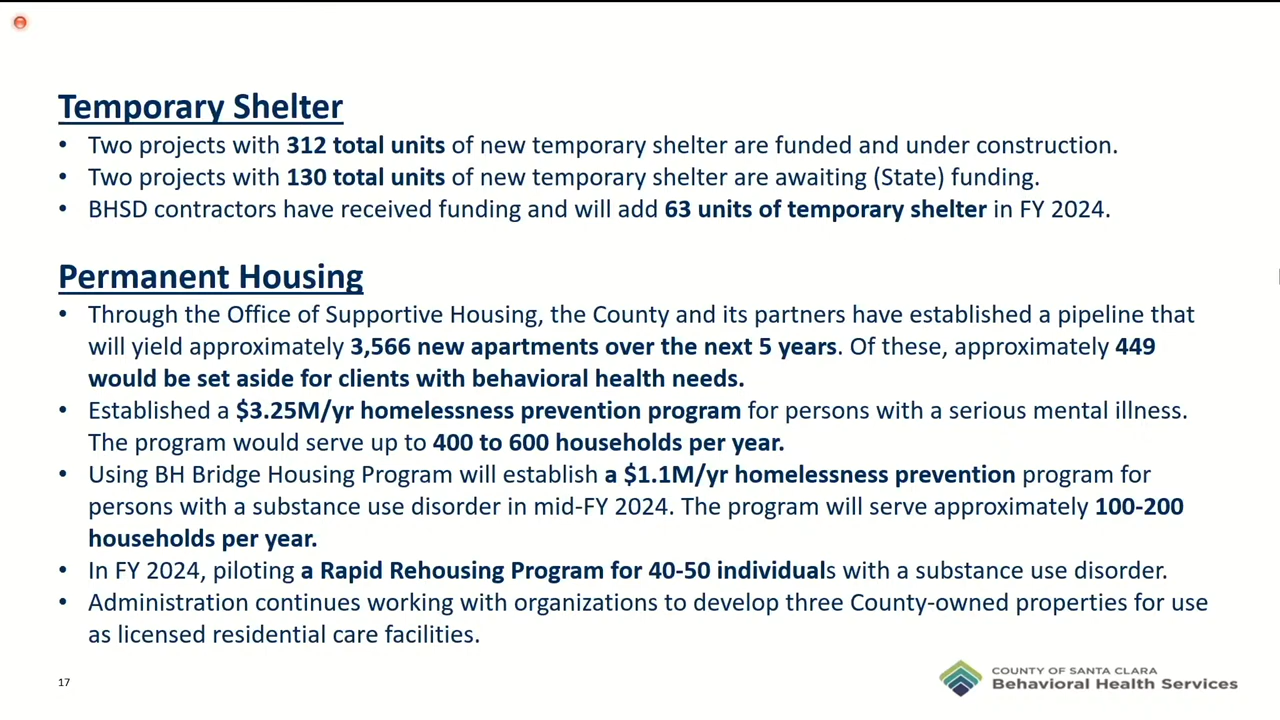 Temporary Shelter
• Two projects with 312 total units of new temporary shelter are funded and under construction.
• Two projects with 130 total units of new temporary shelter are awaiting (State) funding.
• BHSD contractors have received funding and will add 63 units of temporary shelter in FY 2024.
Permanent Housing
• Through the Office of Supportive Housing, the County and its partners have established a pipeline that
will yield approximately 3,566 new apartments over the next 5 years. Of these, approximately 449
would be set aside for clients with behavioral health needs.
• Established a $3.25M/yr homelessness prevention program for persons with a serious mental illness.
The program would serve up to 400 to 600 households per year.
• Using BH Bridge Housing Program will establish a $1.1M/yr homelessness prevention program for
persons with a substance use disorder in mid-FY 2024. The program will serve approximately 100-200
households per year.
• In FY 2024, piloting a Rapid Rehousing Program for 40-50 individuals with a substance use disorder.
• Administration continues working with organizations to develop three County-owned properties for use
as licensed residential care facilities.
17
COUNTY OF SANTA CLARA
Behavioral Health Services